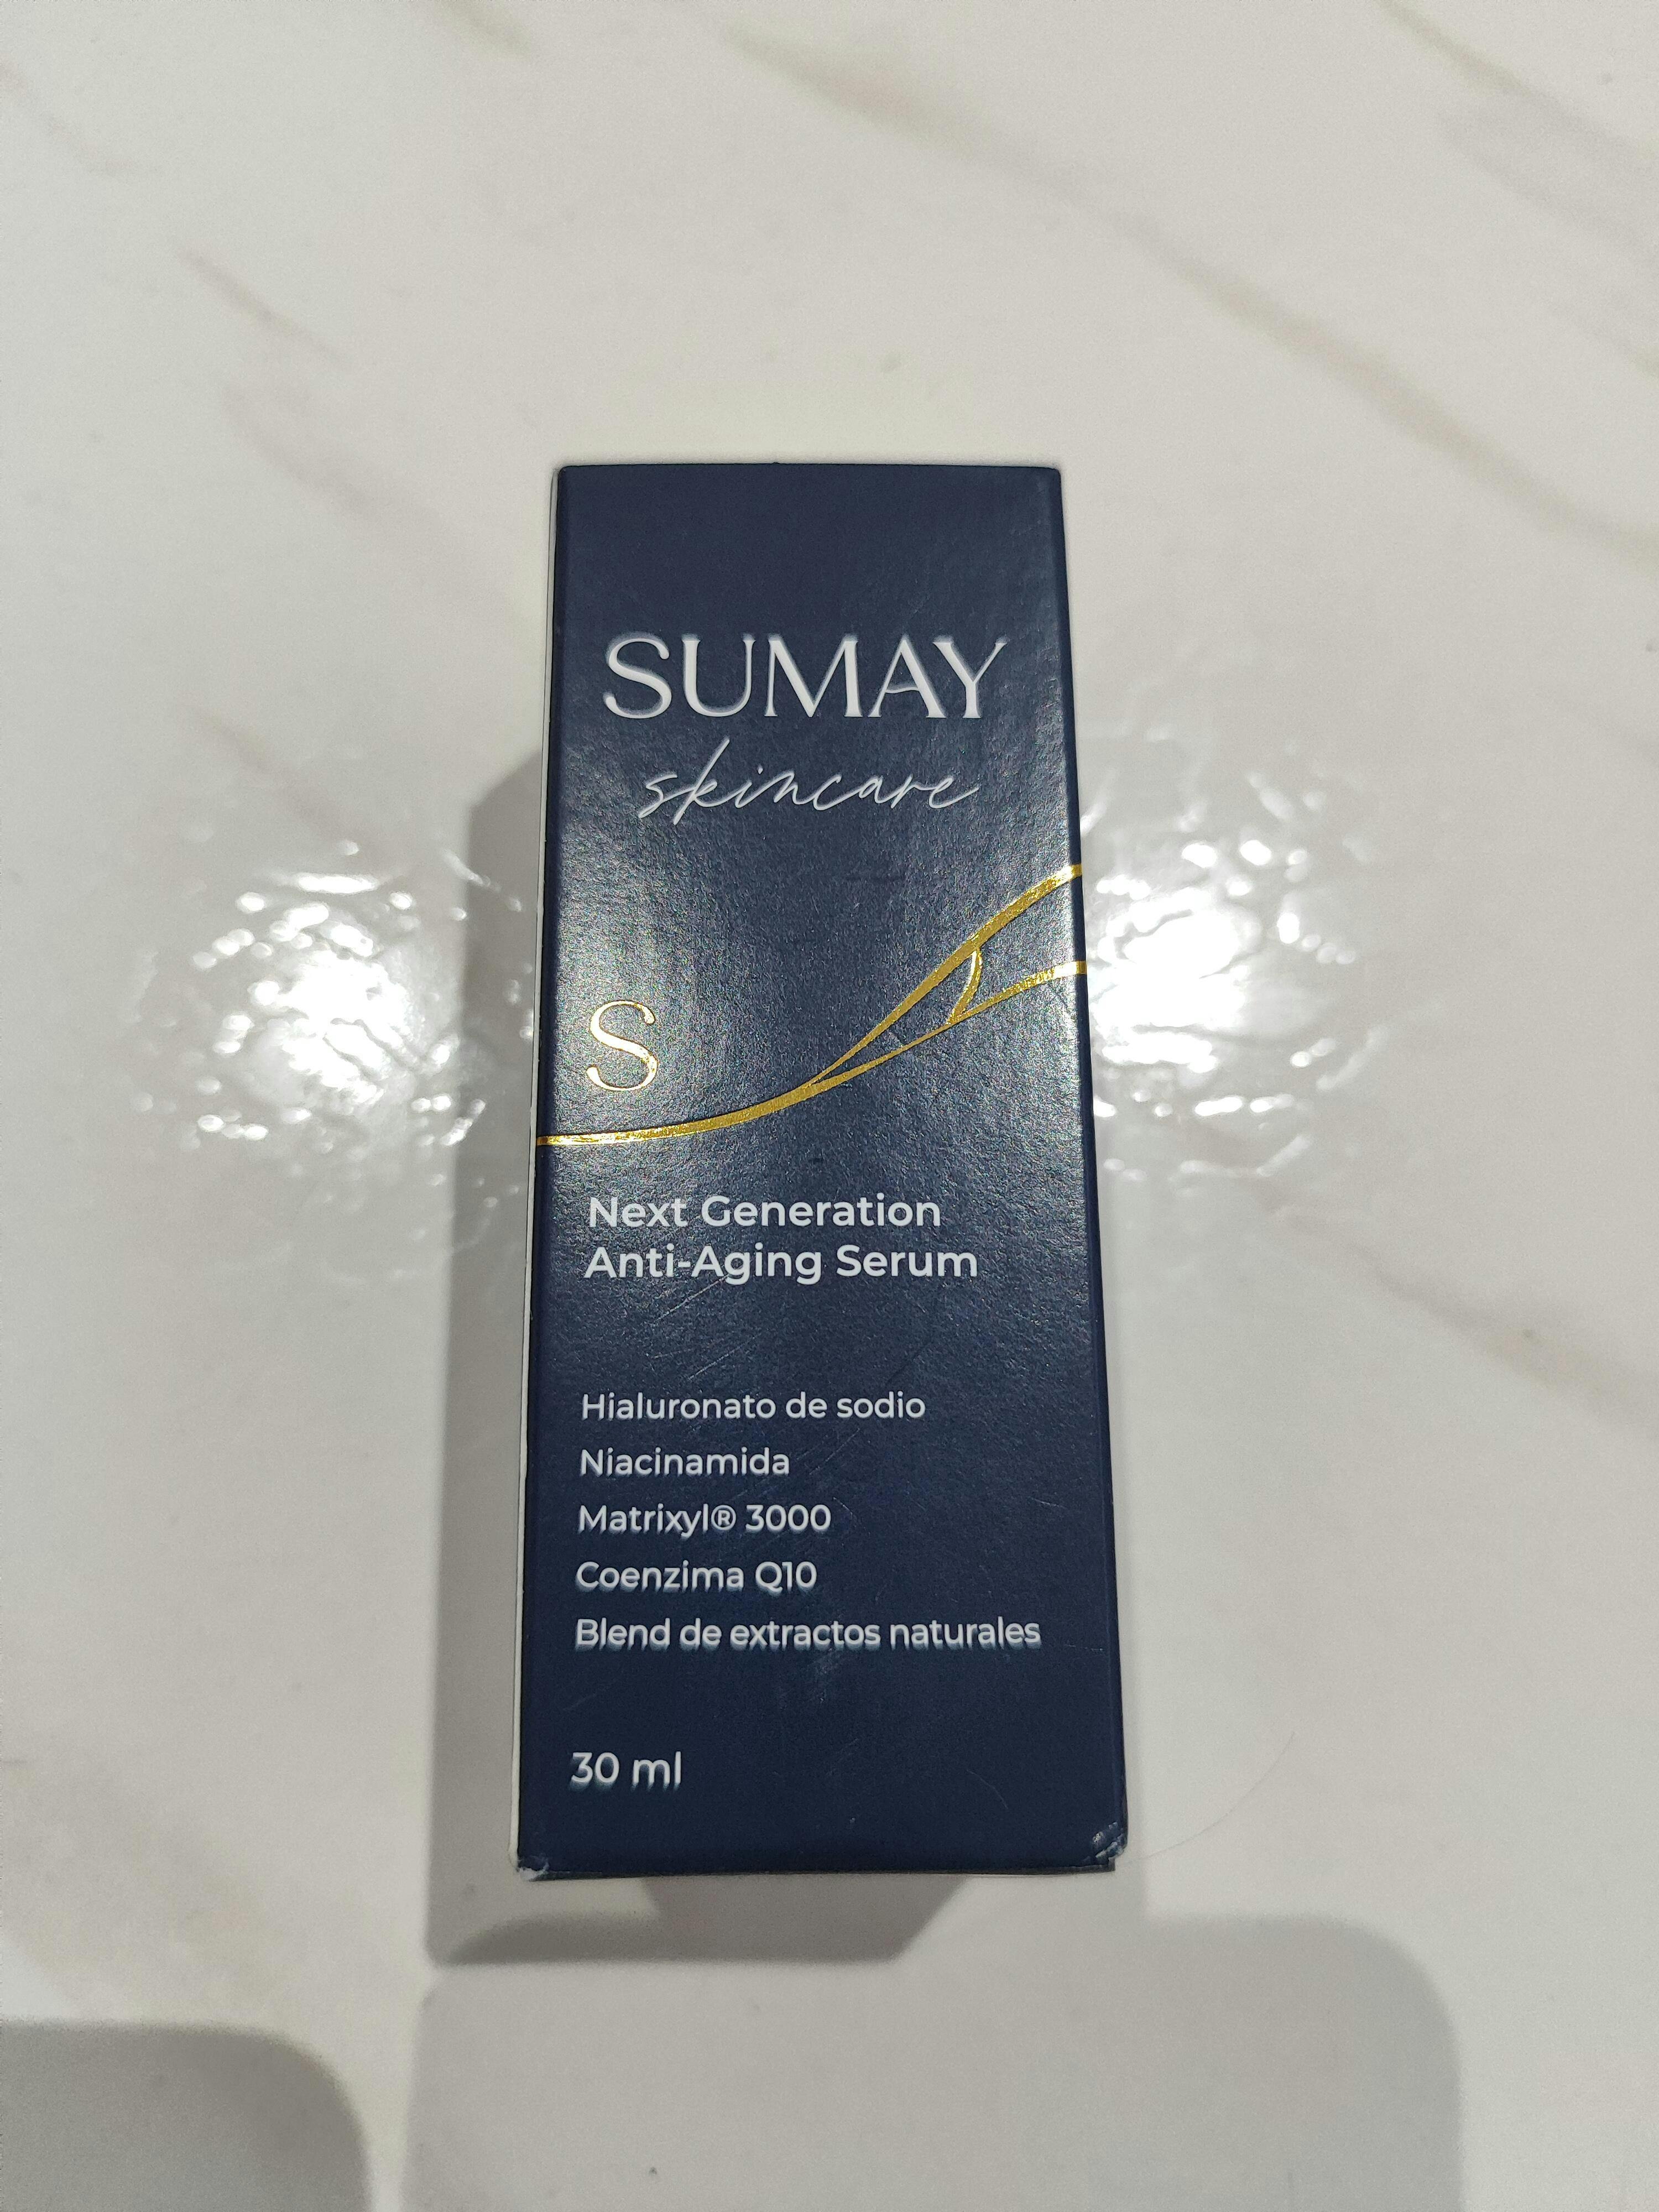 SUMAY
skincare
S
Next Generation
Anti-Aging Serum
Hialuronato de sodio
Niacinamida
Matrixyl® 3000
Coenzima Q10
Blend de extractos naturales
30 ml